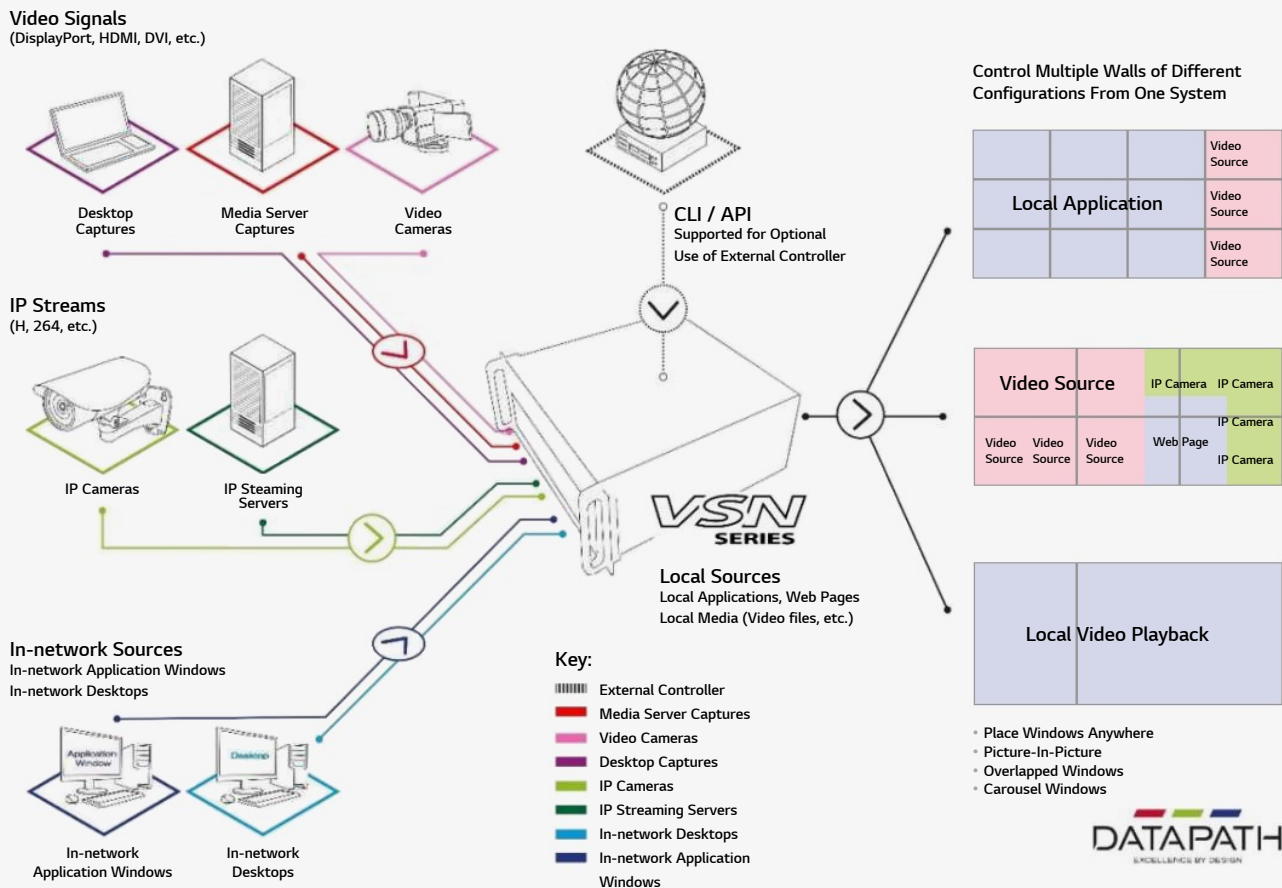 Video Signals
(DisplayPort, HDMI, DVI, etc.)
Desktop
Captures
Media Server
Captures
Video
Cameras
CLI / API
Supported for Optional
Use of External Controller
IP Streams
(H, 264, etc.)
IP Cameras
IP Steaming
Servers
VSN
SERIES
Local Sources
Local Applications, Web Pages
Local Media (Video files, etc.)
In-network Sources
In-network Application Windows
In-network Desktops
Application
Window
Desktop
In-network
Application Windows
In-network
Desktops
Key:
External Controller
Media Server Captures
Video Cameras
Desktop Captures
IP Cameras
IP Streaming Servers
In-network Desktops
In-network Application
Windows
Control Multiple Walls of Different
Configurations From One System
Local Application
Video
Source
Video
Source
Video
Source
Video Source
IP Camera
IP Camera
IP Camera
Video
Source
Video
Source
Video
Source
Web Page
IP Camera
Local Video Playback
• Place Windows Anywhere
• Picture-In-Picture
• Overlapped Windows
• Carousel Windows
DATAPATH
EXCELLENCE BY DESIGN